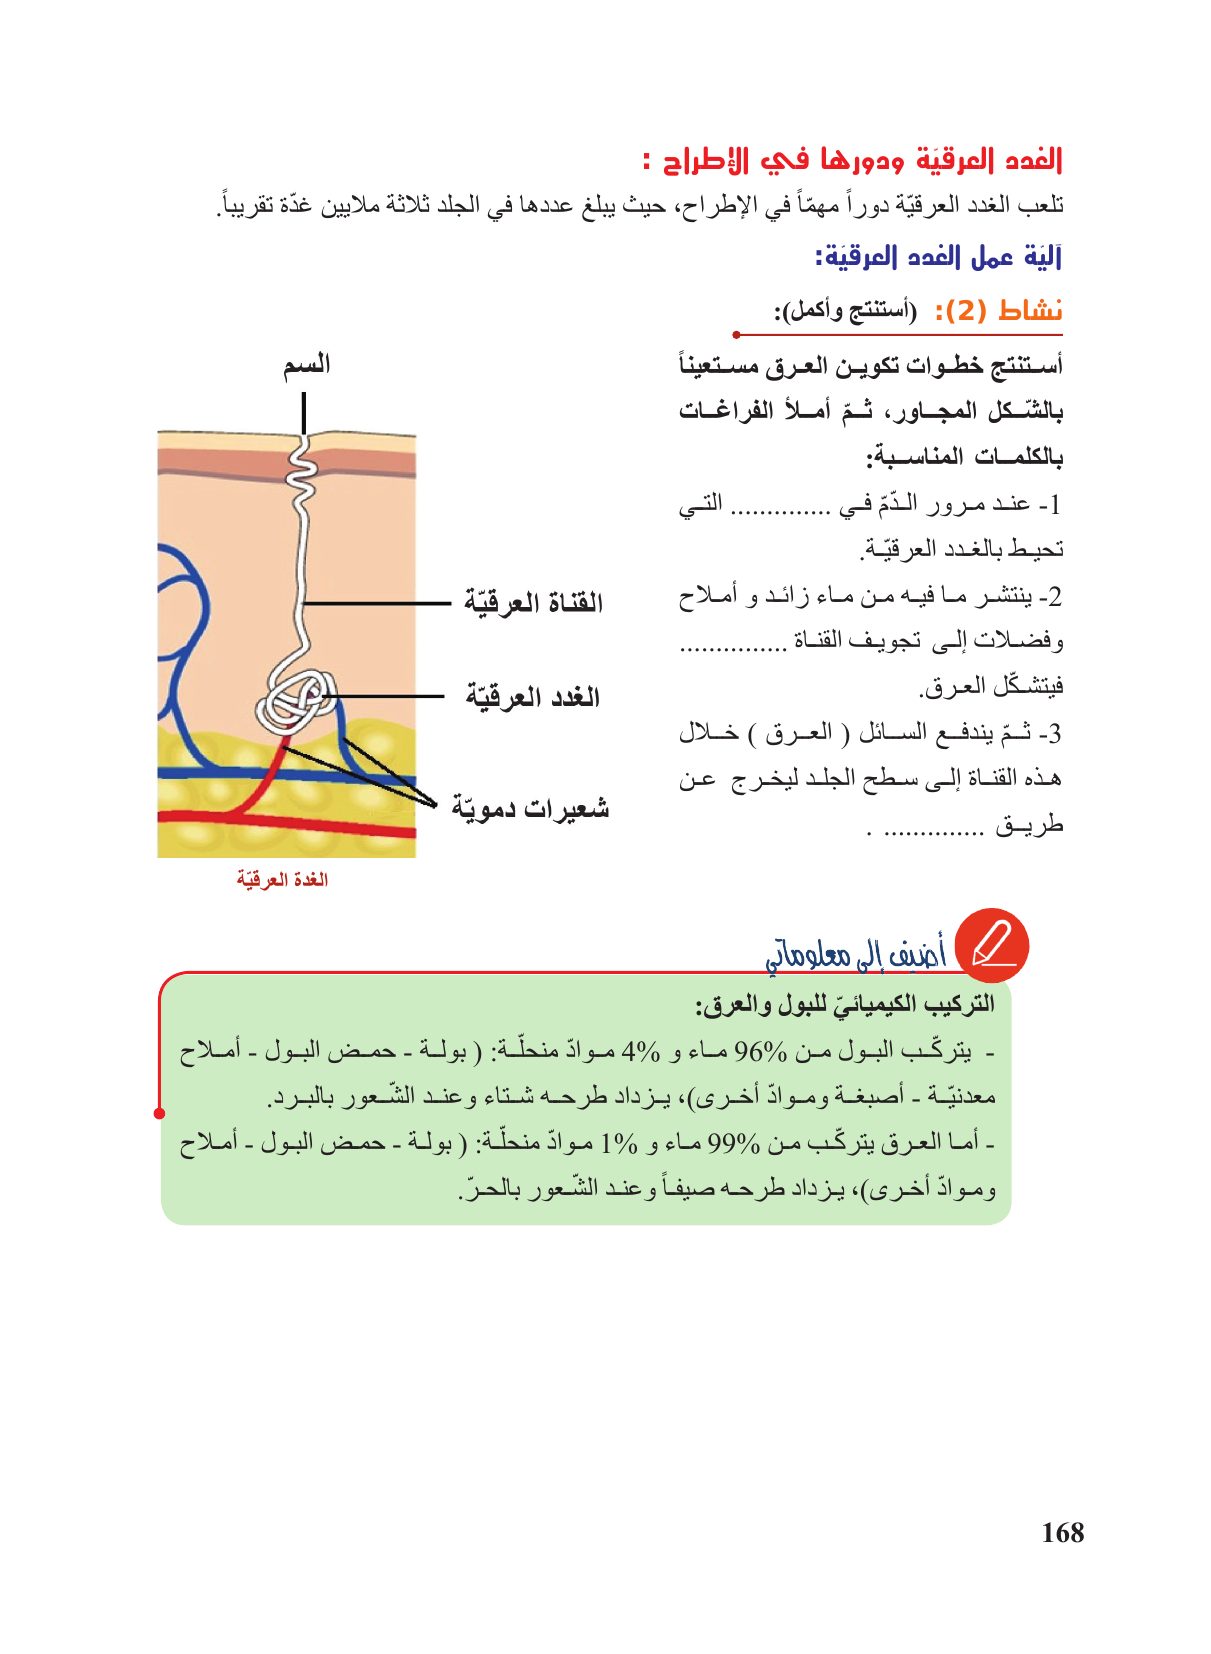 الغدد العرقيّة ودورها في الإطراح :
تلعب الغدد العرقيّة دوراً مهمّاً في الإطراح، حيث يبلغ عددها في الجلد ثلاثة ملايين غدّة تقريباً.
آليّة عمل الغدد العرقيّة:
نشاط (2): (أستنتج وأكمل):
أستنتج خطوات تكوين العرق مستعيناً
بالشّكل المجاور، ثمّ أملأ الفراغات
بالكلمات المناسبة:
1- عند مرور الدّمّ في .............. التي
تحيط بالغدد العرقيّة.
2- ينتشر ما فيه من ماء زائد و أملاح
وفضلات إلى تجويف القناة ...............
فيتشكّل العرق.
3- ثمّ يندفع السائل ( العرق ) خلال
هذه القناة إلى سطح الجلد ليخرج عن
طريق .............. .
السم
القناة العرقيّة
الغدد العرقيّة
شعيرات دمويّة
الغدة العرقيّة
أضيف إلى معلوماتي
التركيب الكيميائيّ للبول والعرق:
- يتركّب البول من 96% ماء و 4% موادّ منحلّة: ( بولة - حمض البول - أملاح
معدنيّة - أصبغة وموادّ أخرى)، يزداد طرحه شتاء وعند الشّعور بالبرد.
- أما العرق يتركّب من 99% ماء و 1% موادّ منحلّة: ( بولة - حمض البول - أملاح
وموادّ أخرى)، يزداد طرحه صيفاً وعند الشّعور بالحرّ.
168